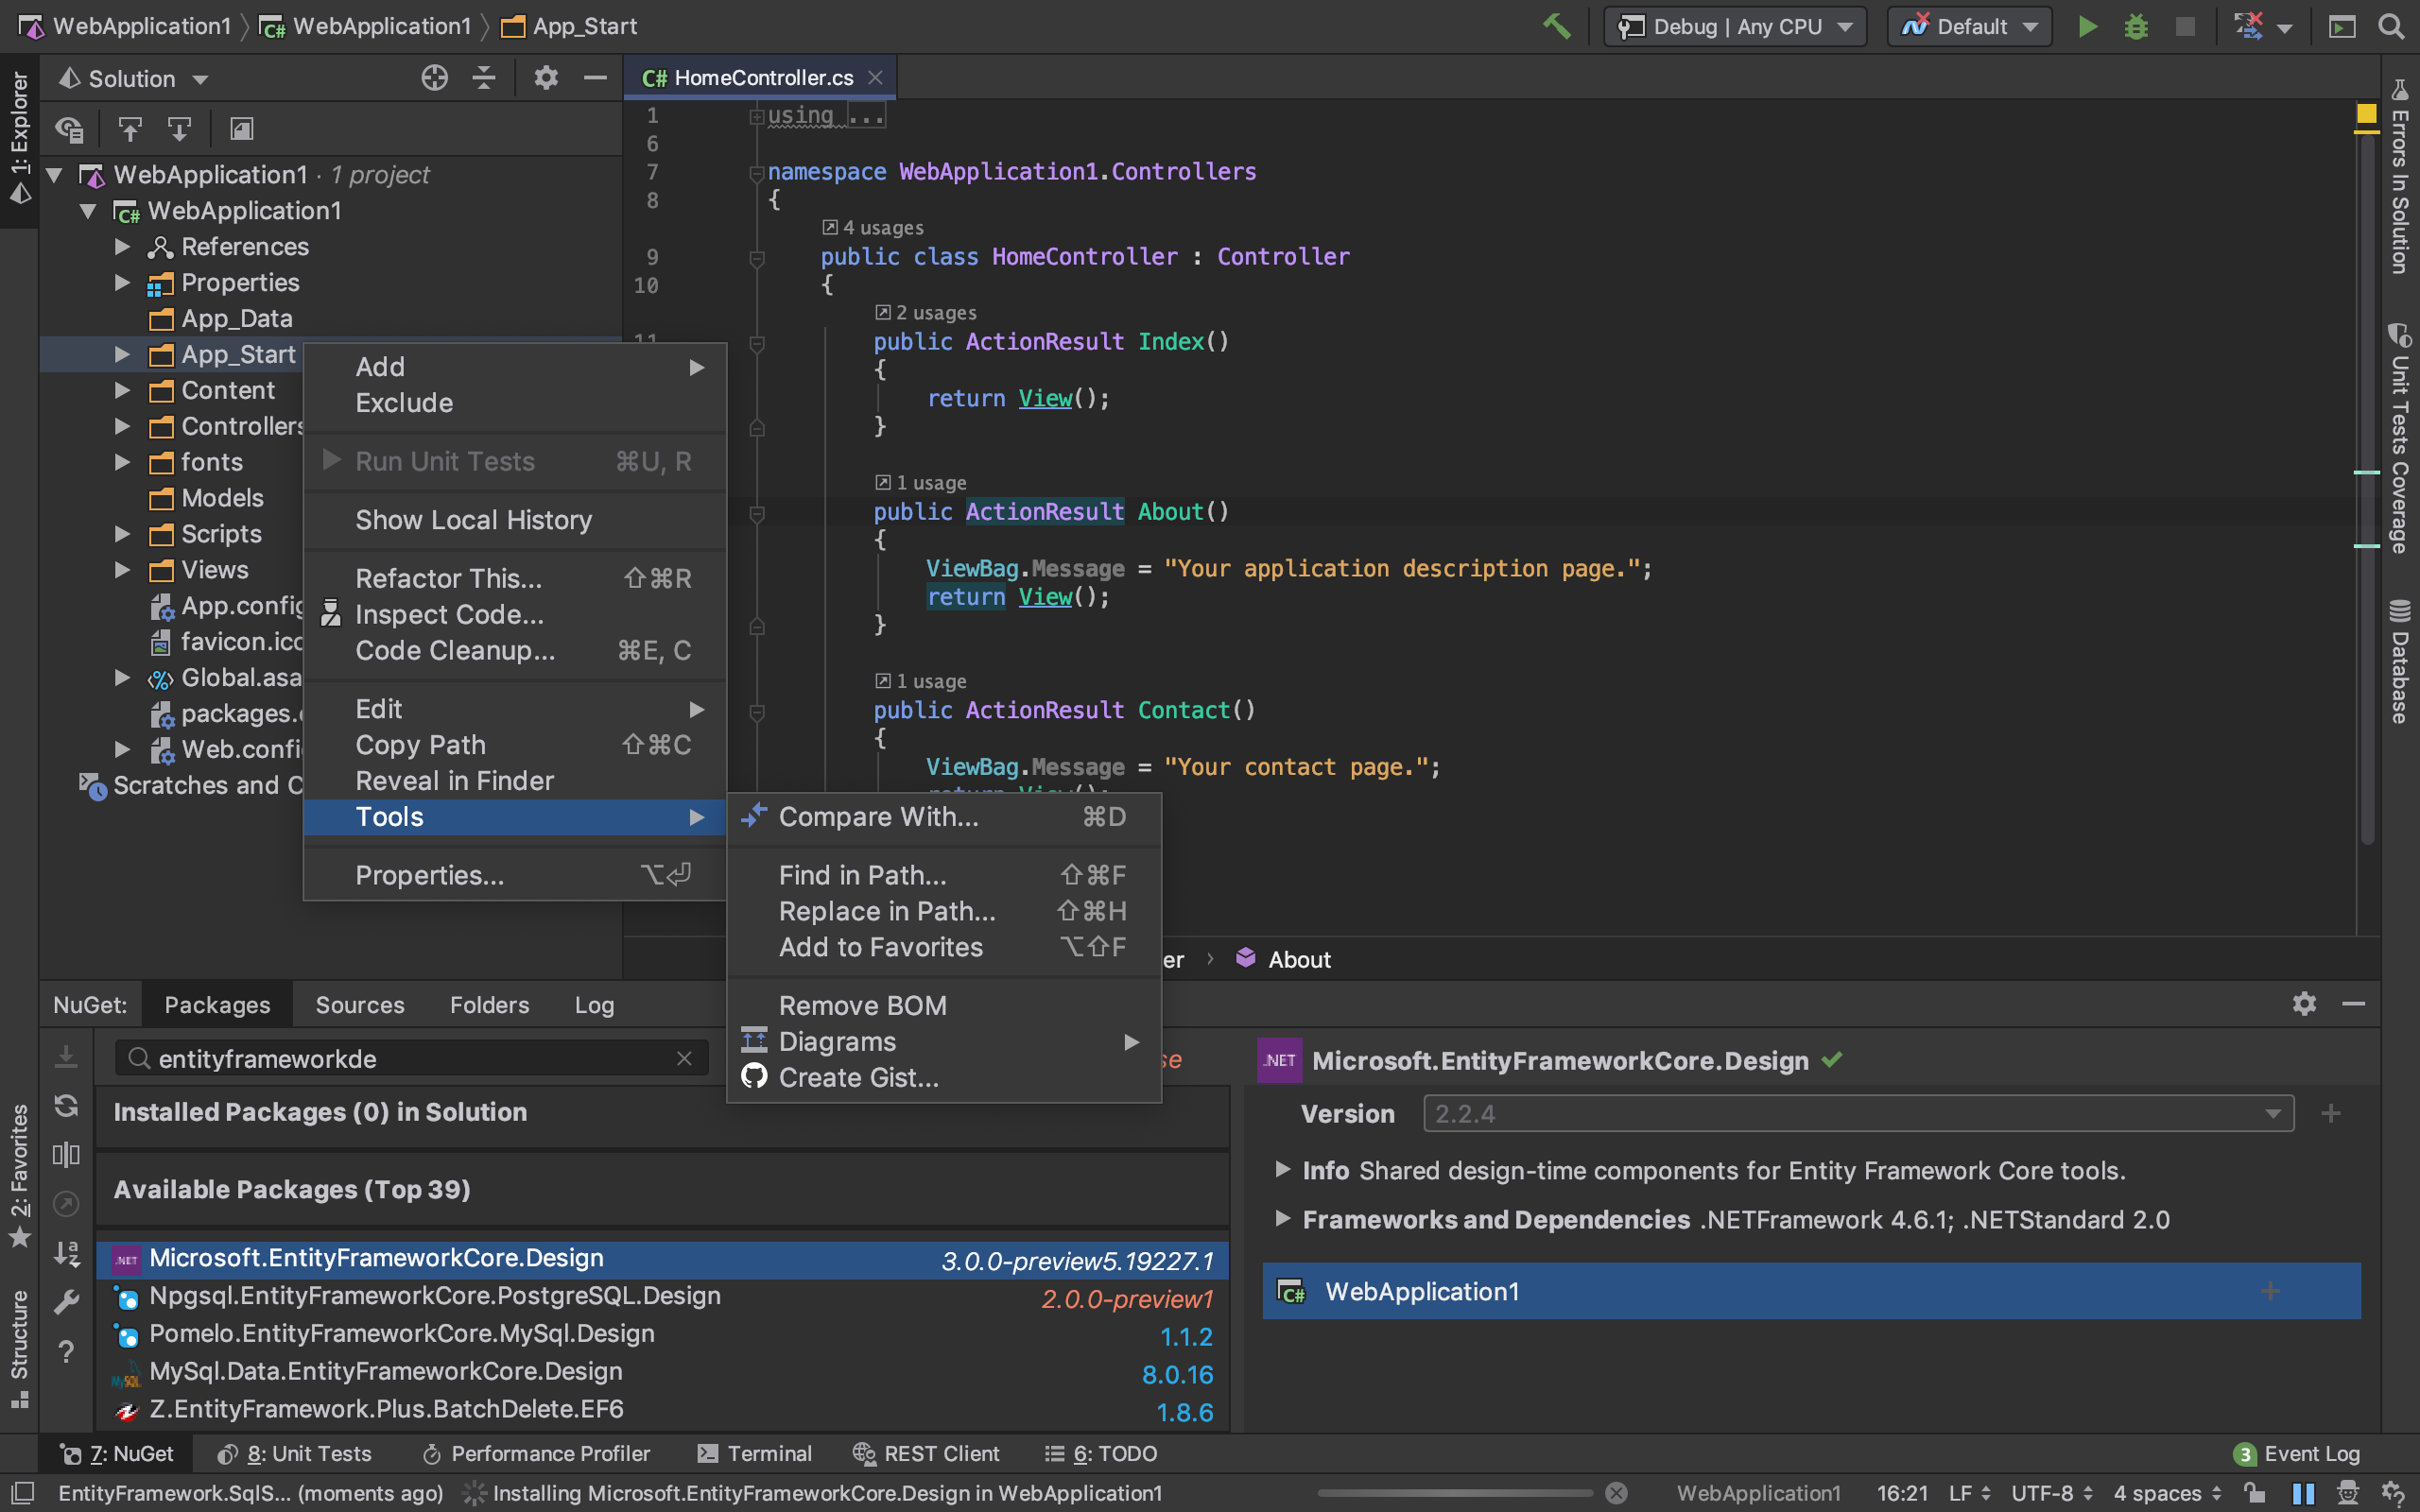 WebApplication1 WebApplication1 App_Start Debug | Any CPU Default
1: Explorer
Solution
WebApplication1 · 1 project
WebApplication1
References
Properties
App_Data
App_Start
Content
Controllers
fonts
Models
Scripts
Views
App.config
favicon.ico
Global.asa
packages.
Web.confi
Scratches and C
Add
Exclude
Run Unit Tests ⌘U, R
Show Local History
Refactor This... ⇧⌘R
Inspect Code...
Code Cleanup... ⌘E, C
Edit
Copy Path ⇧⌘C
Reveal in Finder
Tools
Properties... ⌥⏎
Compare With... ⌘D
Find in Path... ⇧⌘F
Replace in Path... ⇧⌘H
Add to Favorites ⌥⇧F
Remove BOM
Diagrams
Create Gist...
C# HomeController.cs
1 using ...
6
7 namespace WebApplication1.Controllers
8 {
4 usages
9 public class HomeController : Controller
10 {
2 usages
11 public ActionResult Index()
{
return View();
}
1 usage
public ActionResult About()
{
ViewBag.Message = "Your application description page.";
return View();
}
1 usage
public ActionResult Contact()
{
ViewBag.Message = "Your contact page.";
return View();
er › About
Errors In Solution
Unit Tests Coverage
Database
NuGet: Packages Sources Folders Log
entityframeworkde
se
Installed Packages (0) in Solution
Available Packages (Top 39)
.NET Microsoft.EntityFrameworkCore.Design 3.0.0-preview5.19227.1
Npgsql.EntityFrameworkCore.PostgreSQL.Design 2.0.0-preview1
Pomelo.EntityFrameworkCore.MySql.Design 1.1.2
MySql.Data.EntityFrameworkCore.Design 8.0.16
Z.EntityFramework.Plus.BatchDelete.EF6 1.8.6
.NET Microsoft.EntityFrameworkCore.Design
Version 2.2.4
Info Shared design-time components for Entity Framework Core tools.
Frameworks and Dependencies .NETFramework 4.6.1; .NETStandard 2.0
C# WebApplication1
2: Favorites
Structure
7: NuGet 8: Unit Tests Performance Profiler Terminal REST Client 6: TODO 3 Event Log
EntityFramework.SqlS... (moments ago) Installing Microsoft.EntityFrameworkCore.Design in WebApplication1 WebApplication1 16:21 LF UTF-8 4 spaces